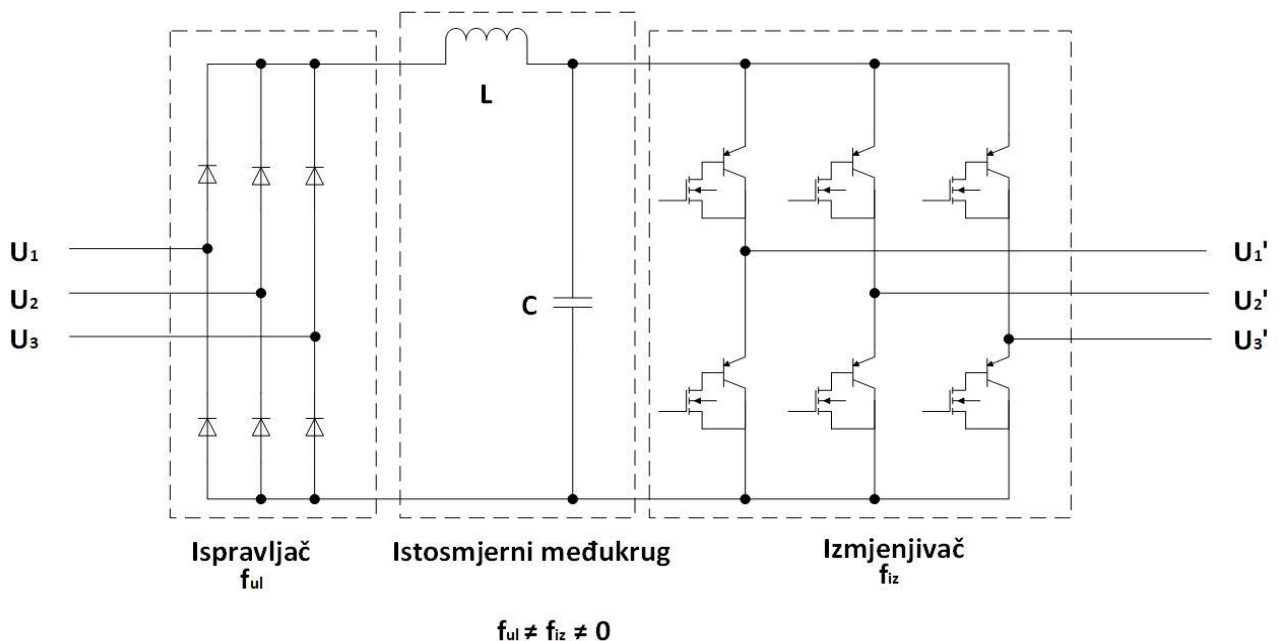 L
U1
U2
U3
C
U1'
U2'
U3'
Ispravljač
ful
Istosmjerni međukrug
Izmjenjivač
fiz
ful ≠ fiz ≠ 0